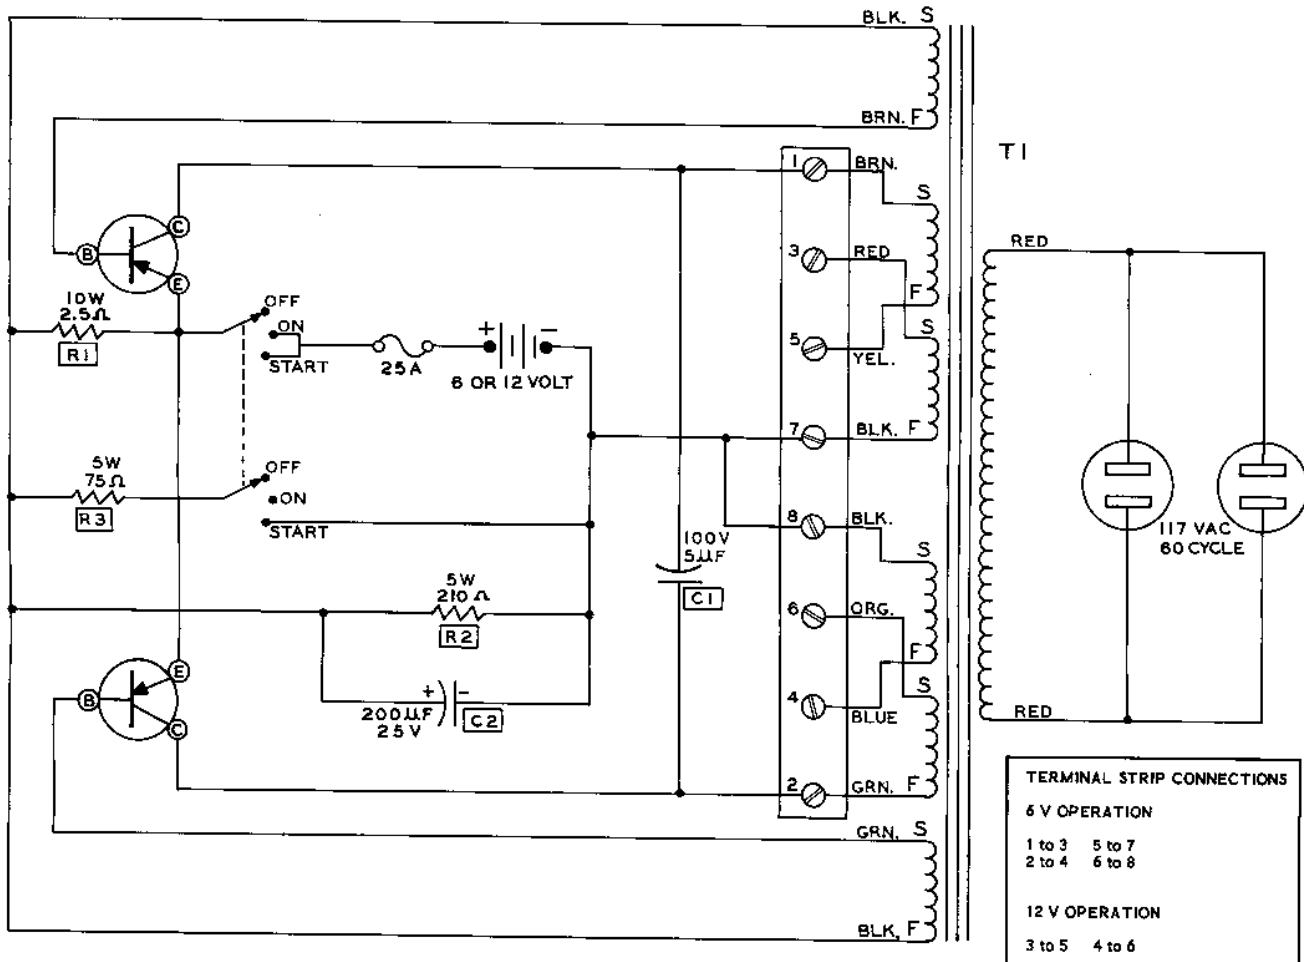 BLK. S
BRN. F
T1
1 BRN.
S
C
B
3 RED
RED
E
10W
2.5Ω
R1
OFF
ON
START
+ −
25A
6 OR 12 VOLT
F
S
5
YEL.
7 BLK. F
5W
75Ω
R3
OFF
ON
START
8 BLK.
S
100V
5µµF
C1
117 VAC
60 CYCLE
5W
210 Ω
R2
6 ORG.
F
E
B
C
+ −
200µµF
25V
C2
S
4
BLUE
RED
2 GRN. F
GRN. S
BLK. F
TERMINAL STRIP CONNECTIONS
6 V OPERATION
1 to 3 5 to 7
2 to 4 6 to 8
12 V OPERATION
3 to 5 4 to 6